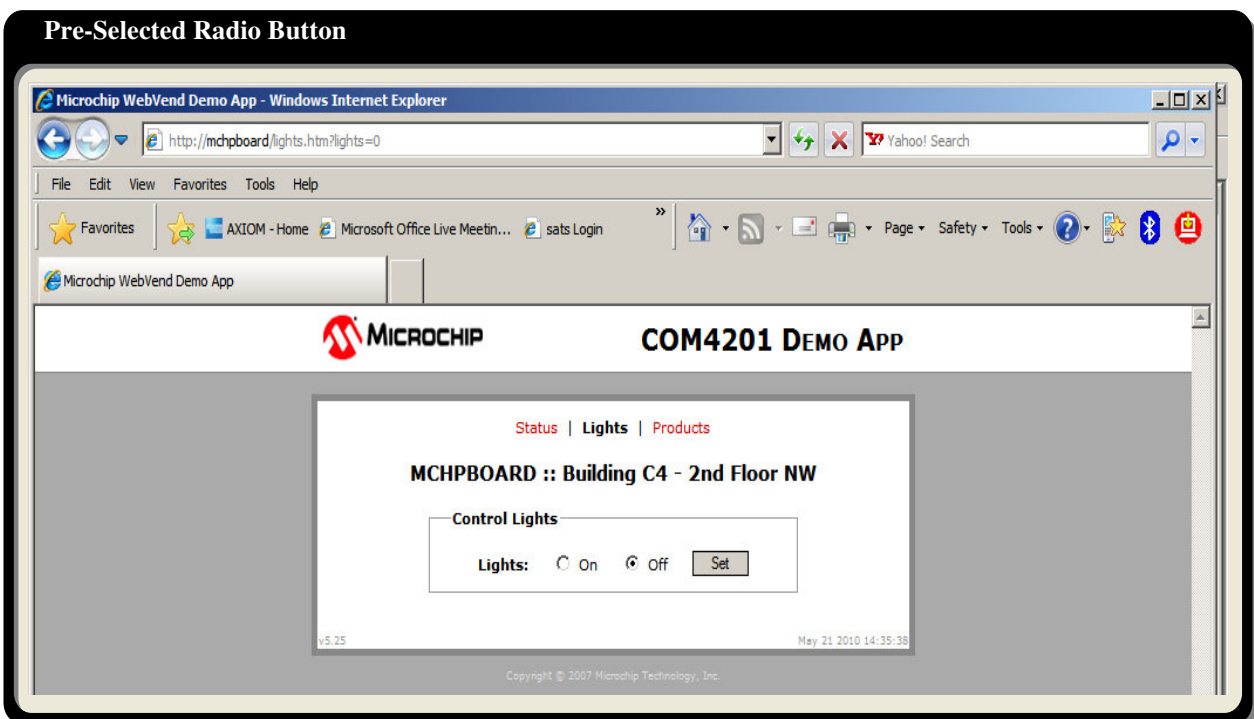 Pre-Selected Radio Button
Microchip WebVend Demo App - Windows Internet Explorer
http://mchpboard/lights.htm?lights=0
Yahoo! Search
File Edit View Favorites Tools Help
Favorites AXIOM - Home Microsoft Office Live Meetin... sats Login » Page Safety Tools
Microchip WebVend Demo App
MICROCHIP COM4201 DEMO APP
Status | Lights | Products
MCHPBOARD :: Building C4 - 2nd Floor NW
Control Lights
Lights: On Off Set
v5.25 May 21 2010 14:35:38
Copyright © 2007 Microchip Technology, Inc.